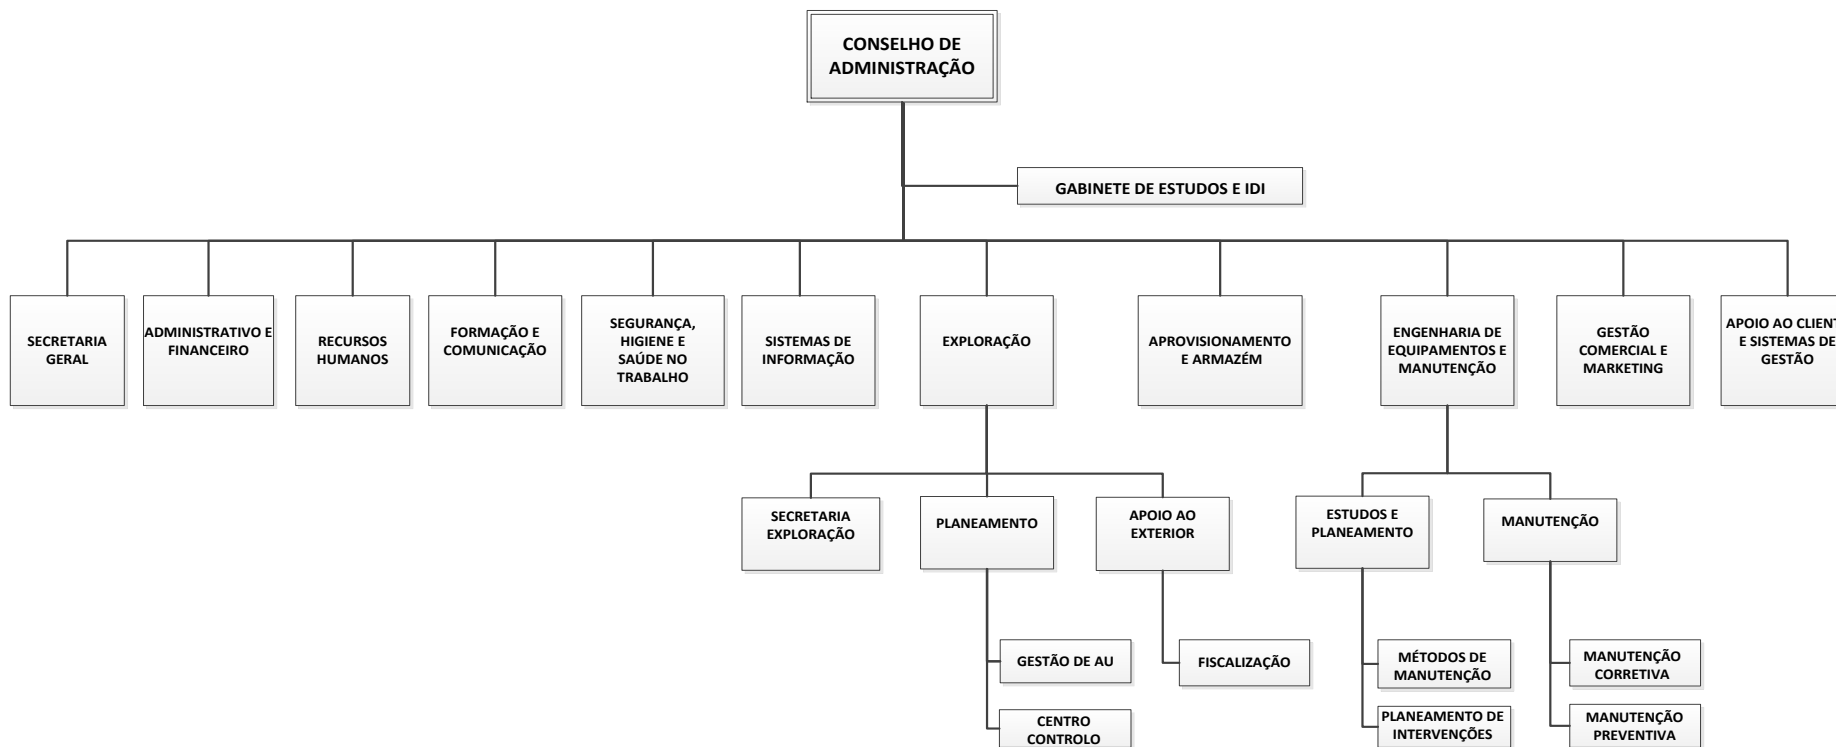 CONSELHO DE
ADMINISTRAÇÃO
GABINETE DE ESTUDOS E IDI
SECRETARIA
GERAL
ADMINISTRATIVO E
FINANCEIRO
RECURSOS
HUMANOS
FORMAÇÃO E
COMUNICAÇÃO
SEGURANÇA,
HIGIENE E
SAÚDE NO
TRABALHO
SISTEMAS DE
INFORMAÇÃO
EXPLORAÇÃO
APROVISIONAMENTO
E ARMAZÉM
ENGENHARIA DE
EQUIPAMENTOS E
MANUTENÇÃO
GESTÃO
COMERCIAL E
MARKETING
APOIO AO CLIENT
E SISTEMAS DE
GESTÃO
SECRETARIA
EXPLORAÇÃO
PLANEAMENTO
APOIO AO
EXTERIOR
ESTUDOS E
PLANEAMENTO
MANUTENÇÃO
GESTÃO DE AU
FISCALIZAÇÃO
MÉTODOS DE
MANUTENÇÃO
MANUTENÇÃO
CORRETIVA
CENTRO
CONTROLO
PLANEAMENTO DE
INTERVENÇÕES
MANUTENÇÃO
PREVENTIVA